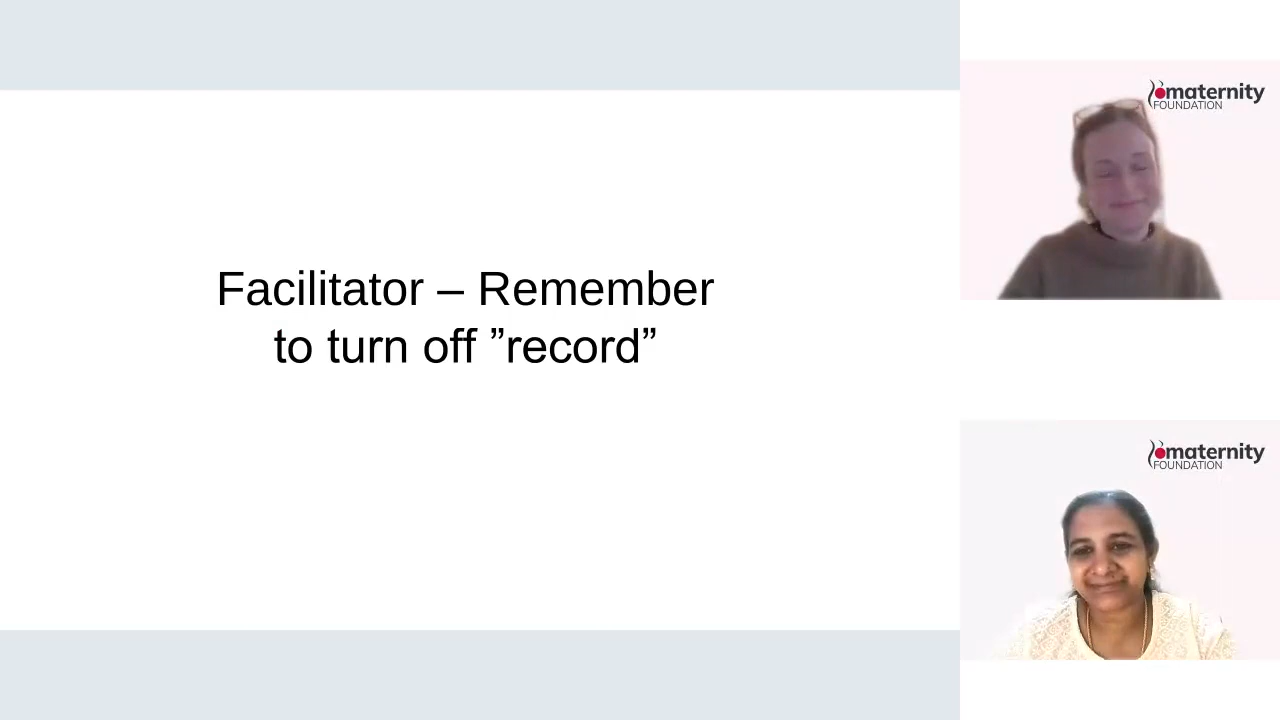 Facilitator – Remember
to turn off ”record”
maternity
FOUNDATION
maternity
FOUNDATION